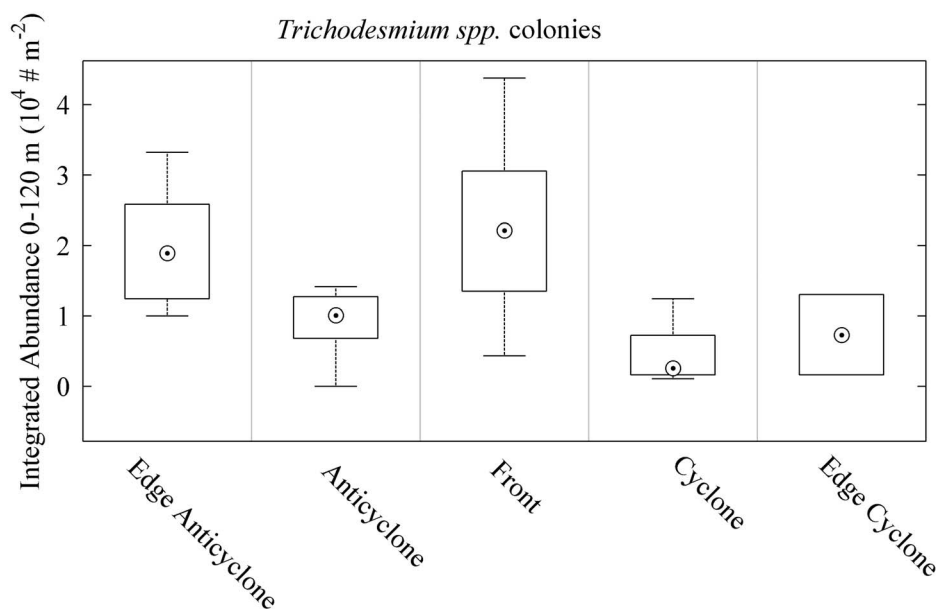 Trichodesmium spp. colonies
Integrated Abundance 0-120 m (10⁴ # m⁻²)
4
3
2
1
0
Edge Anticyclone
Anticyclone
Front
Cyclone
Edge Cyclone